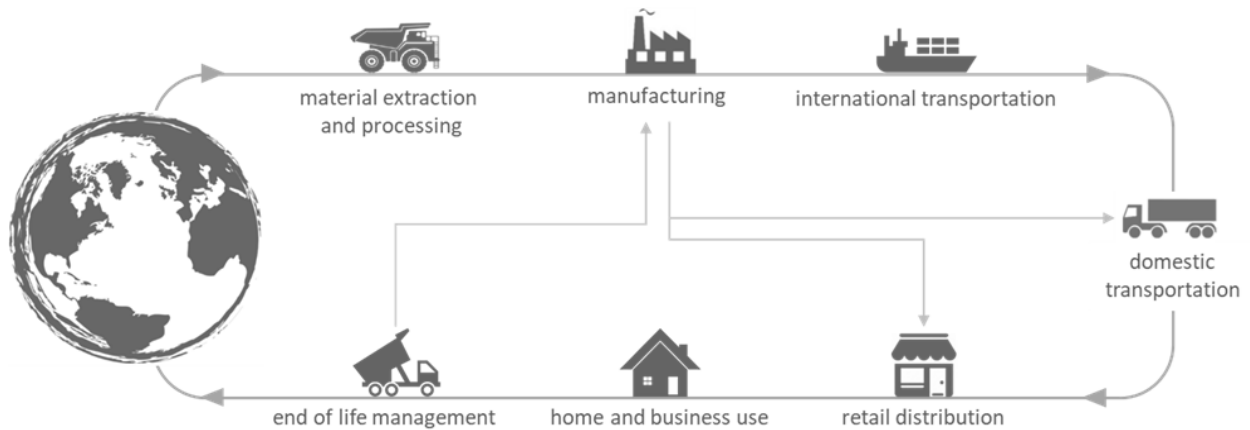 material extraction
and processing
manufacturing
international transportation
domestic
transportation
end of life management
home and business use
retail distribution